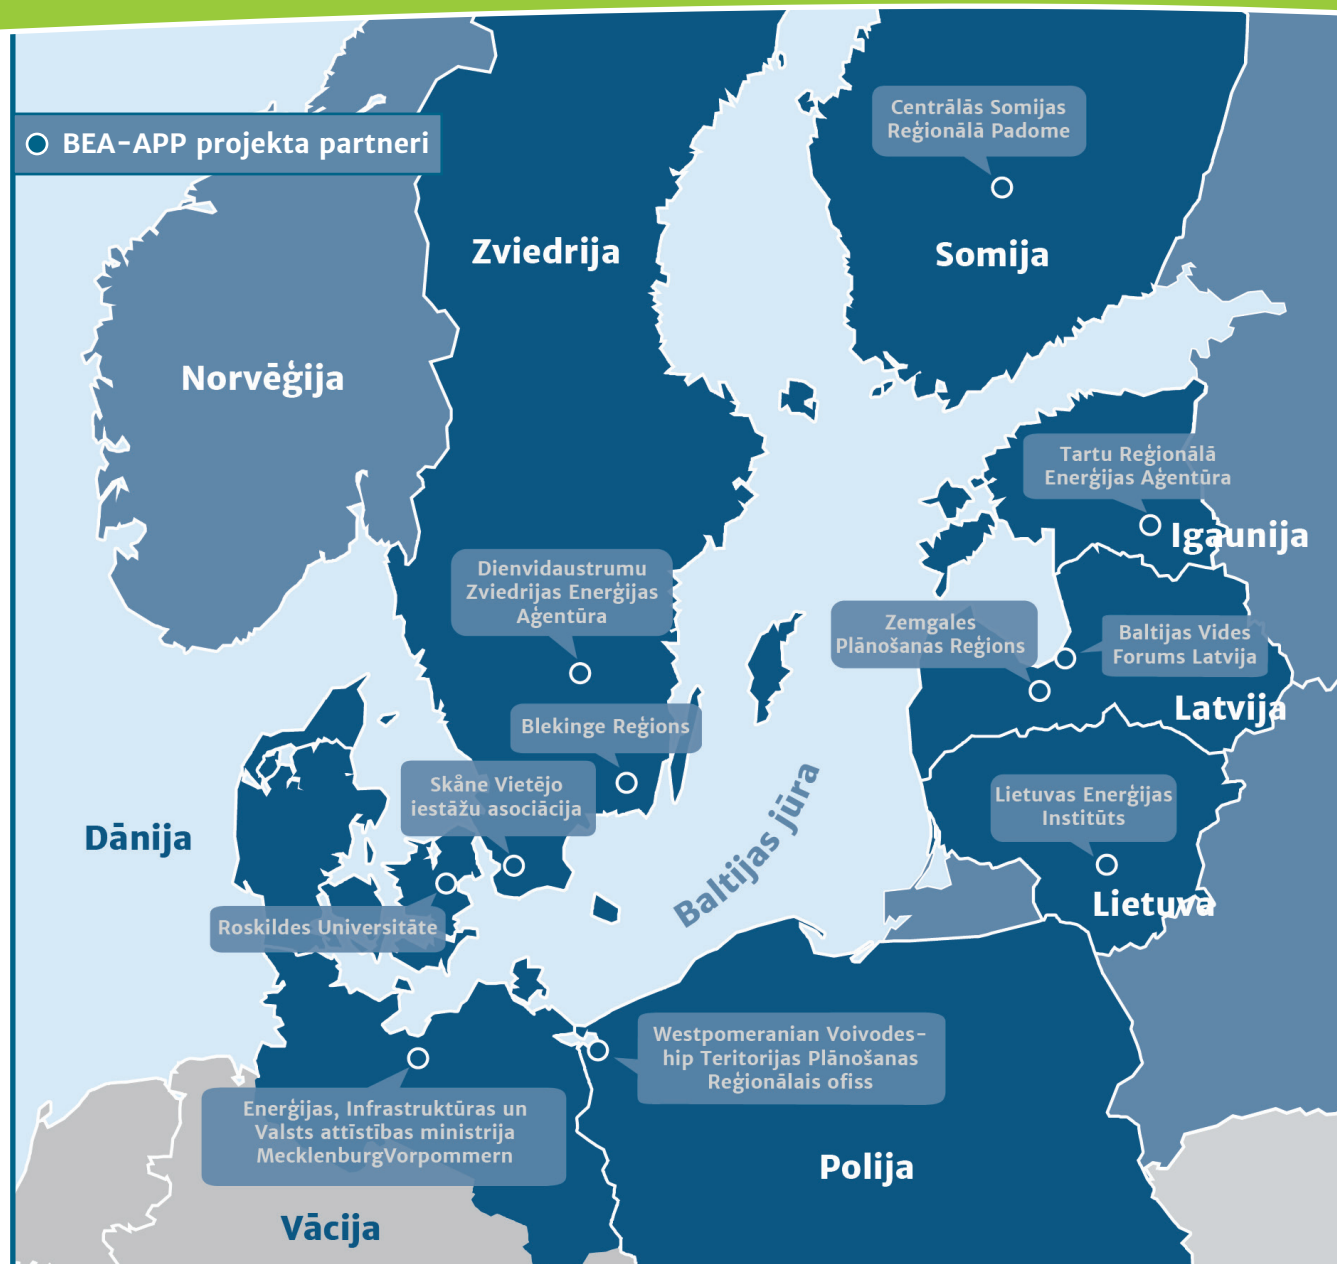 Centrālās Somijas
Reģionālā Padome
BEA-APP projekta partneri
Zviedrija
Somija
Norvēģija
Tartu Reģionālā
Enerģijas Aģentūra
Igaunija
Dienvidaustrumu
Zviedrijas Enerģijas
Aģentūra
Zemgales
Plānošanas Reģions
Baltijas Vides
Forums Latvija
Latvija
Blekinge Reģions
Skåne Vietējo
iestāžu asociācija
Lietuvas Enerģijas
Institūts
Dānija
Baltijas jūra
Lietuva
Roskildes Universitāte
Westpomeranian Voivodes-
hip Teritorijas Plānošanas
Reģionālais ofiss
Enerģijas, Infrastruktūras un
Valsts attīstības ministrija
MecklenburgVorpommern
Polija
Vācija